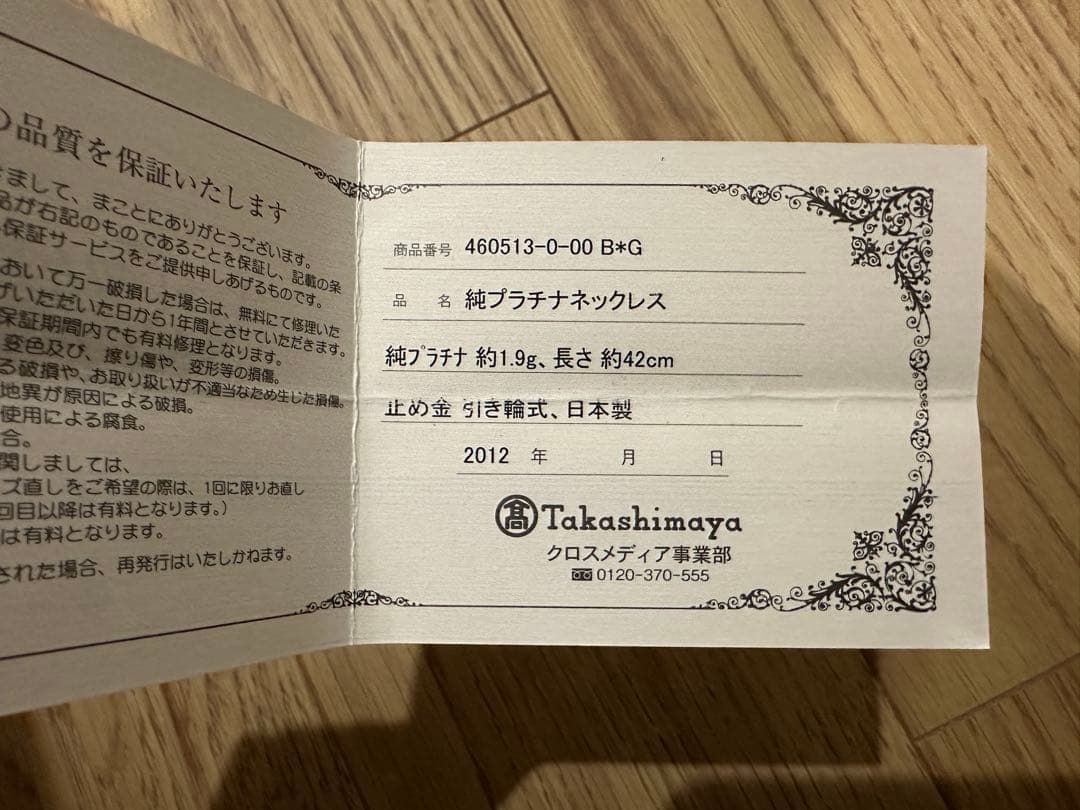 の品質を保証いたします
きまして、まことにありがとうございます。
品が右記のものであることを保証し、記載の条
保証サービスをご提供申しあげるものです。
おいて万一破損した場合は、無料にて修理いた
げいただいた日から1年間とさせていただきます。
保証期間内でも有料修理となります。
変色及び、擦り傷や、変形等の損傷。
る破損や、お取り扱いが不適当なため生じた損傷。
地異が原因による破損。
使用による腐食。
合。
関しましては、
ズ直しをご希望の際は、1回に限りお直し
回目以降は有料となります。)
は有料となります。
された場合、再発行はいたしかねます。
商品番号 460513-0-00 B*G
品 名 純プラチナネックレス
純プラチナ 約1.9g、長さ 約42cm
止め金 引き輪式、日本製
2012 年 月 日
髙 Takashimaya
クロスメディア事業部
0120-370-555